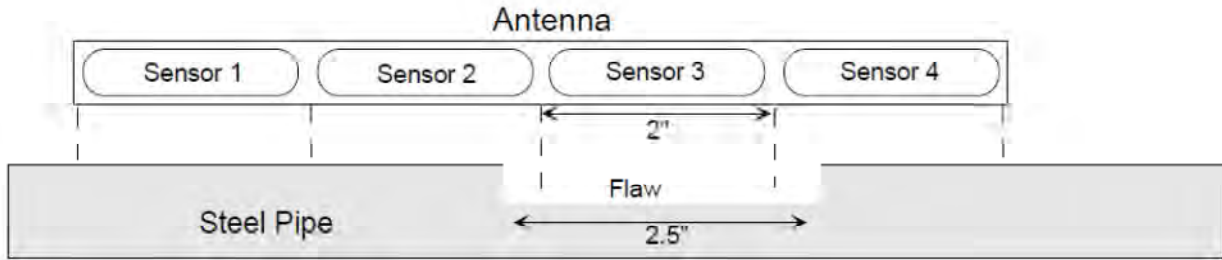 Antenna
Sensor 1 Sensor 2 Sensor 3 Sensor 4
2"
Flaw
Steel Pipe
2.5"